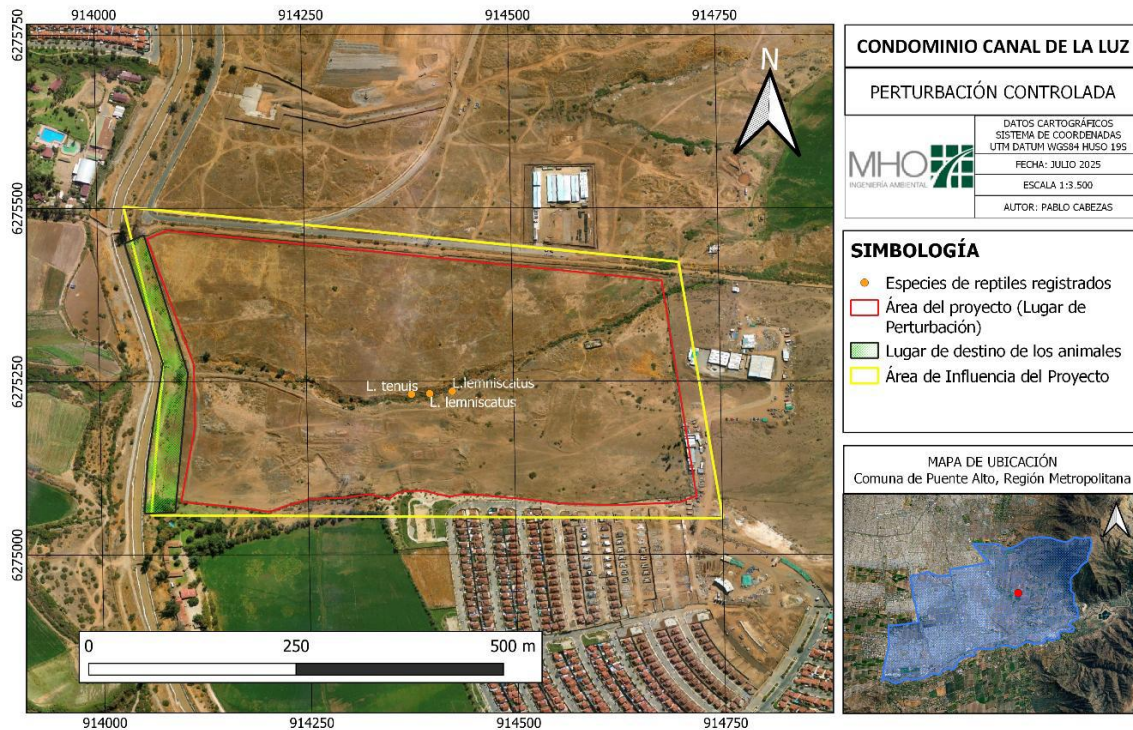 914000 914250 914500 914750
6275750
6275500
6275250
6275000
N
L. tenuis
L.lemniscatus
L. lemniscatus
0 250 500 m
914000 914250 914500 914750
CONDOMINIO CANAL DE LA LUZ
PERTURBACIÓN CONTROLADA
MHO
INGENIERÍA AMBIENTAL
DATOS CARTOGRÁFICOS
SISTEMA DE COORDENADAS
UTM DATUM WGS84 HUSO 19S
FECHA: JULIO 2025
ESCALA 1:3.500
AUTOR: PABLO CABEZAS
SIMBOLOGÍA
Especies de reptiles registrados
Área del proyecto (Lugar de
Perturbación)
Lugar de destino de los animales
Área de Influencia del Proyecto
MAPA DE UBICACIÓN
Comuna de Puente Alto, Región Metropolitana